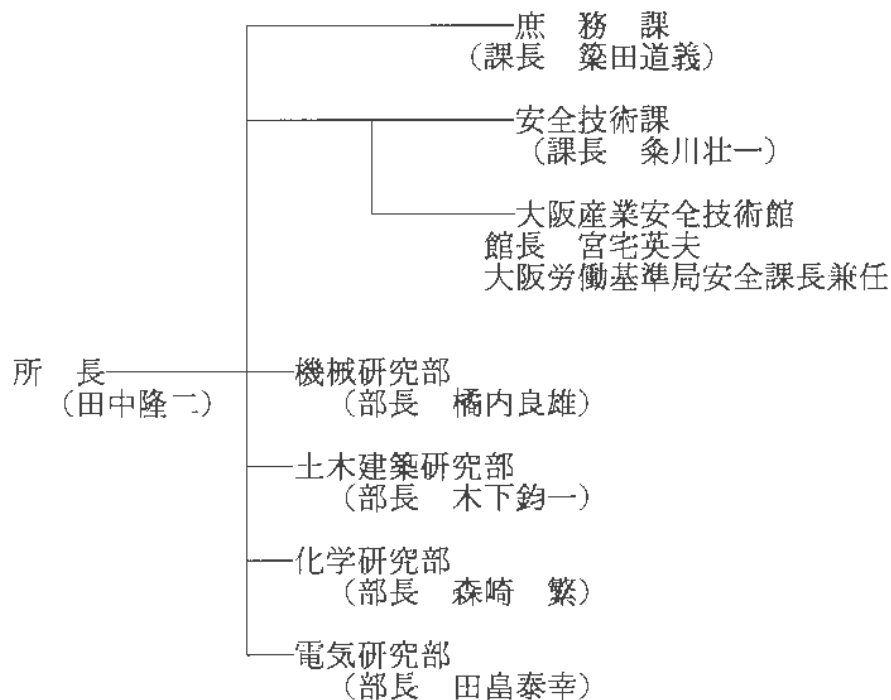 庶　務　課
（課長　簗田道義）
安全技術課
（課長　粂川壮一）
大阪産業安全技術館
館長　宮宅英夫
大阪労働基準局安全課長兼任
所　長
（田中隆二）
機械研究部
（部長　橘内良雄）
土木建築研究部
（部長　木下鈞一）
化学研究部
（部長　森崎　繁）
電気研究部
（部長　田畠泰幸）